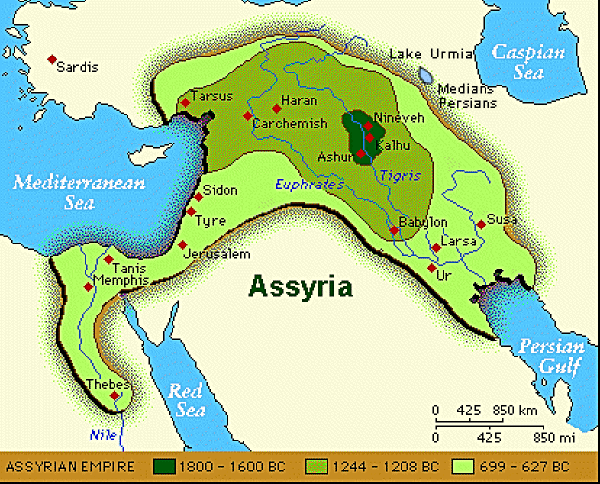 Lake Urmia
Caspian
Sea
Sardis
Medians
Persians
Tarsus
Haran
Carchemish
Nineveh
Kalhu
Ashur
Mediterranean
Sea
Euphrates
Tigris
Sidon
Tyre
Babylon
Susa
Larsa
Jerusalem
Ur
Tanis
Memphis
Assyria
Persian
Gulf
Thebes
Red
Sea
Nile
0 425 850 km
0 425 850 mi
ASSYRIAN EMPIRE 1800 – 1600 BC 1244 – 1208 BC 699 – 627 BC